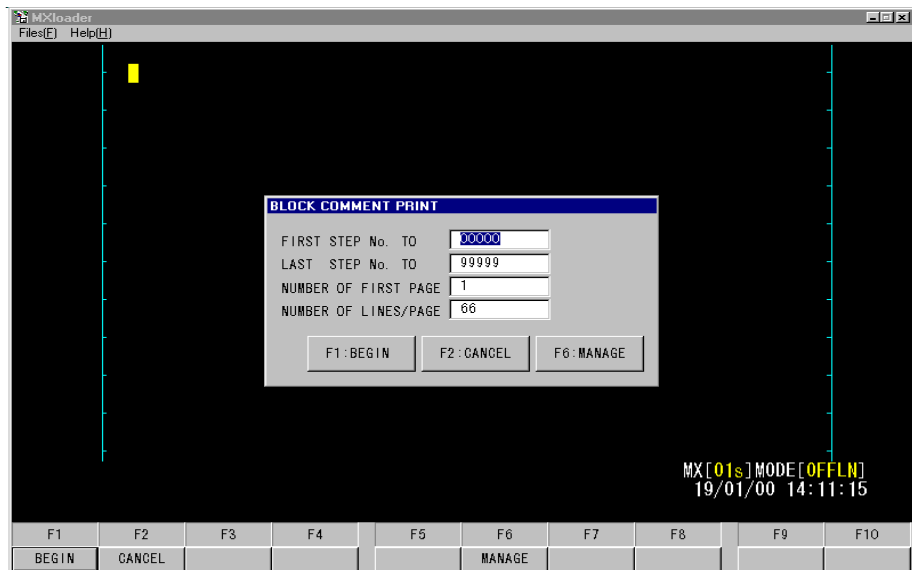 MXloader
Files(F) Help(H)
BLOCK COMMENT PRINT
FIRST STEP No. TO 00000
LAST STEP No. TO 99999
NUMBER OF FIRST PAGE 1
NUMBER OF LINES/PAGE 66
F1:BEGIN F2:CANCEL F6:MANAGE
MX[01s]MODE[OFFLN]
19/01/00 14:11:15
F1 F2 F3 F4 F5 F6 F7 F8 F9 F10
BEGIN CANCEL MANAGE